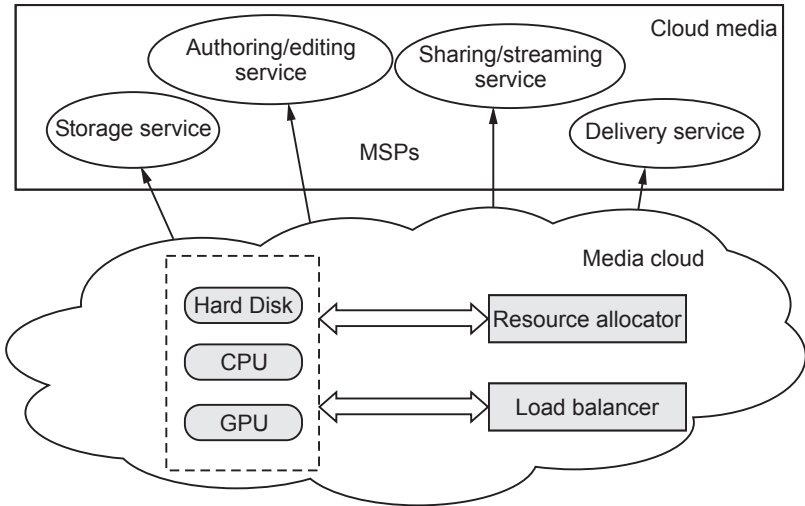 Cloud media
Authoring/editing
service
Sharing/streaming
service
Storage service
Delivery service
MSPs
Media cloud
Hard Disk
Resource allocator
CPU
Load balancer
GPU